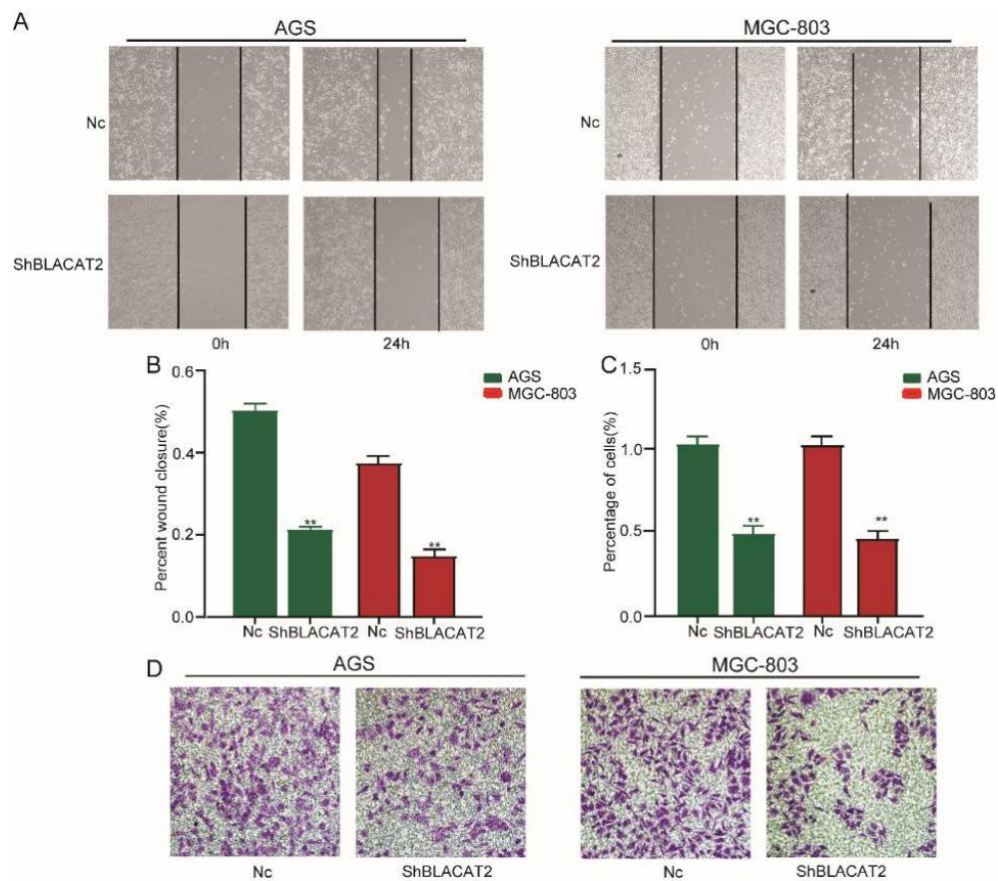 A
AGS
MGC-803
Nc
Nc
ShBLACAT2
ShBLACAT2
0h
24h
0h
24h
B
Percent wound closure(%)
0.6
0.4
0.2
0.0
AGS
MGC-803
**
**
Nc
ShBLACAT2
Nc
ShBLACAT2
C
Percentage of cells(%)
1.5
1.0
0.5
0.0
AGS
MGC-803
**
**
Nc
ShBLACAT2
Nc
ShBLACAT2
D
AGS
MGC-803
Nc
ShBLACAT2
Nc
ShBLACAT2